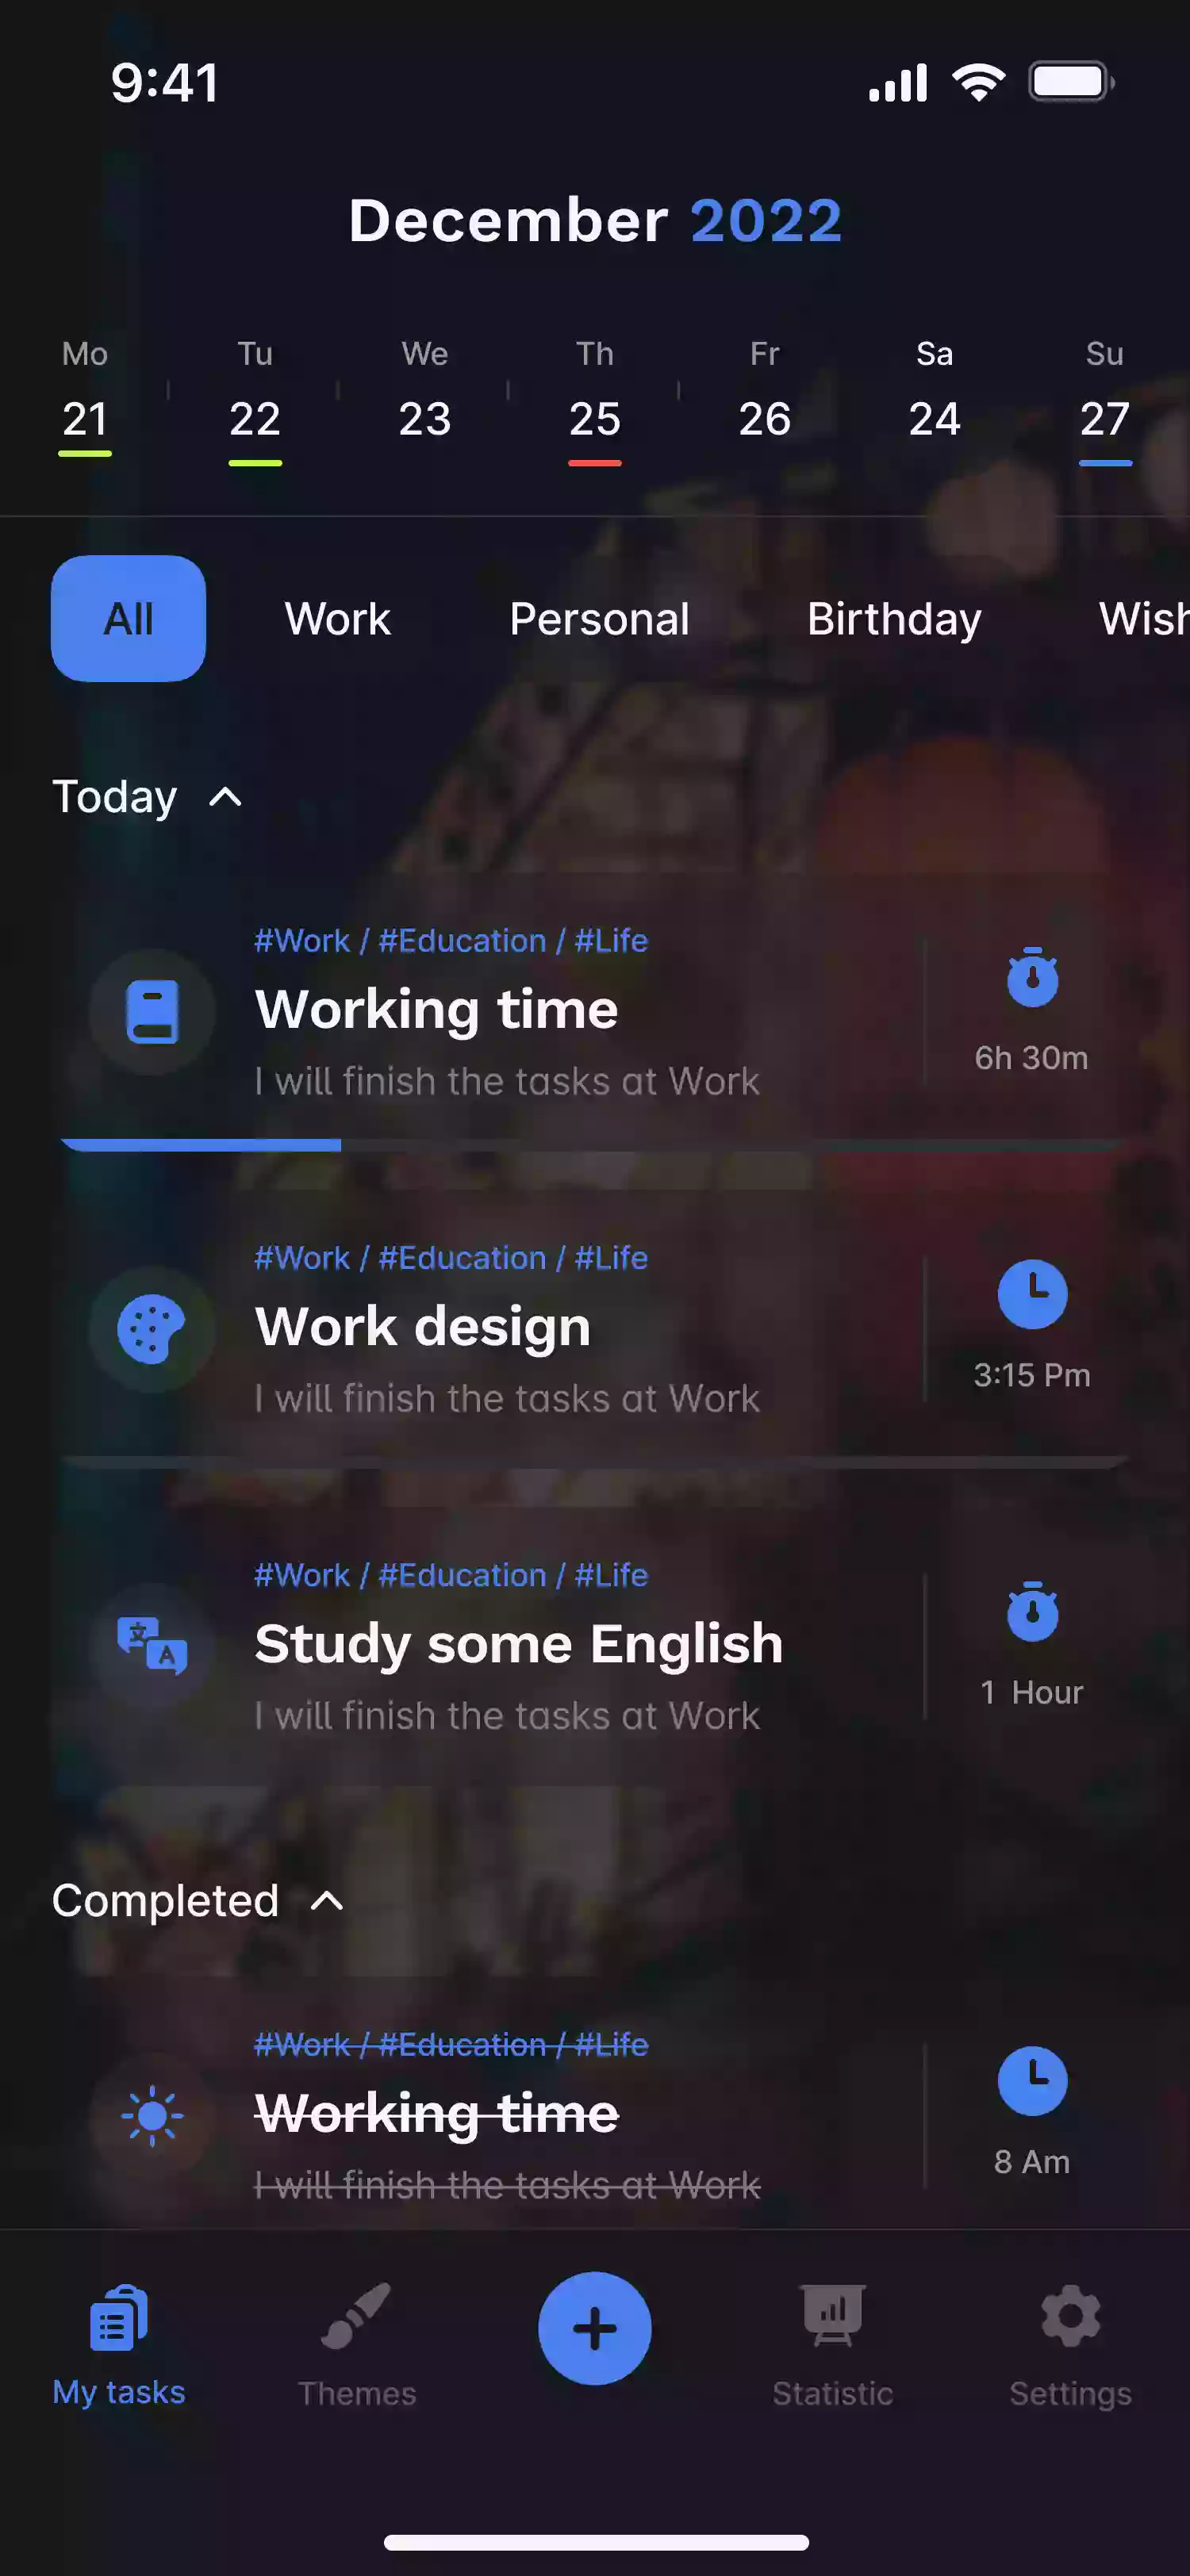 9:41
December 2022
Mo Tu We Th Fr Sa Su
21 22 23 25 26 24 27
All Work Personal Birthday Wish
Today
#Work / #Education / #Life
Working time
I will finish the tasks at Work
6h 30m
#Work / #Education / #Life
Work design
I will finish the tasks at Work
3:15 Pm
文 A
#Work / #Education / #Life
Study some English
I will finish the tasks at Work
1 Hour
Completed
#Work / #Education / #Life
Working time
I will finish the tasks at Work
8 Am
My tasks Themes Statistic Settings